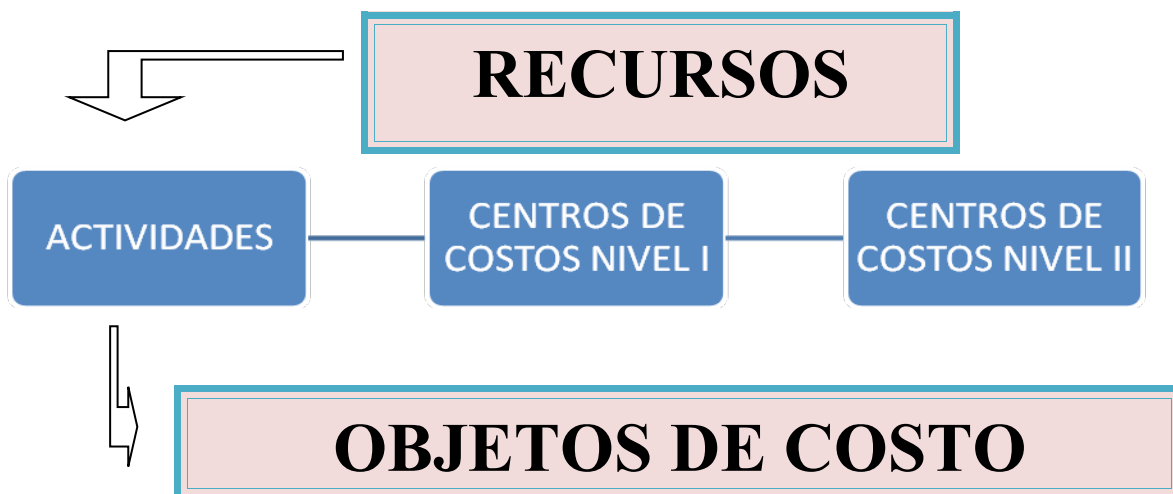 RECURSOS
ACTIVIDADES
CENTROS DE
COSTOS NIVEL I
CENTROS DE
COSTOS NIVEL II
OBJETOS DE COSTO